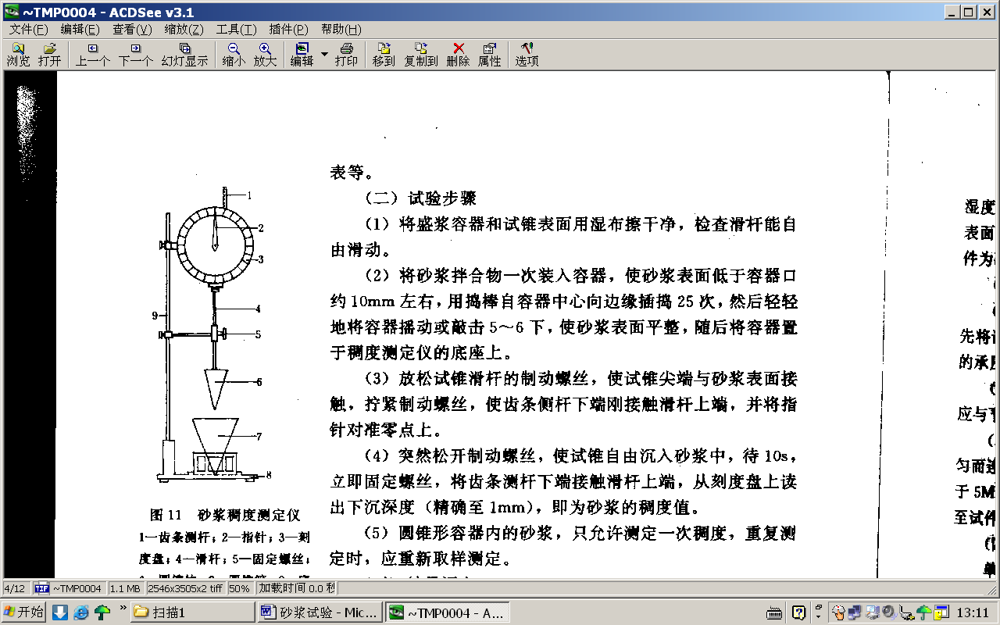 ~TMP0004 - ACDSee v3.1
文件(F) 编辑(E) 查看(V) 缩放(Z) 工具(T) 插件(P) 帮助(H)
浏览 打开 上一个 下一个 幻灯显示 缩小 放大 编辑 打印 移到 复制到 删除 属性 选项
表等。
（二）试验步骤
（1）将盛浆容器和试锥表面用湿布擦干净，检查滑杆能自
由滑动。
（2）将砂浆拌合物一次装入容器，使砂浆表面低于容器口
约10mm左右，用捣棒自容器中心向边缘插捣25次，然后轻轻
地将容器摇动或敲击5～6下，使砂浆表面平整，随后将容器置
于稠度测定仪的底座上。
（3）放松试锥滑杆的制动螺丝，使试锥尖端与砂浆表面接
触，拧紧制动螺丝，使齿条侧杆下端刚接触滑杆上端，并将指
针对准零点上。
（4）突然松开制动螺丝，使试锥自由沉入砂浆中，待10s，
立即固定螺丝，将齿条测杆下端接触滑杆上端，从刻度盘上读
出下沉深度（精确至1mm），即为砂浆的稠度值。
（5）圆锥形容器内的砂浆，只允许测定一次稠度，重复测
定时，应重新取样测定。
1
2
3
4
9
5
6
7
8
图11 砂浆稠度测定仪
1—齿条测杆；2—指针；3—刻
度盘；4—滑杆；5—固定螺丝；
湿度
表面
件为
先将
的承
应与
匀而
于5M
至试件
4/12 TIF ~TMP0004 1.1 MB 2546x3505x2 tiff 50% 加载时间 0.0 秒
开始 扫描1 砂浆试验 - Mic... ~TMP0004 - A... 13:11